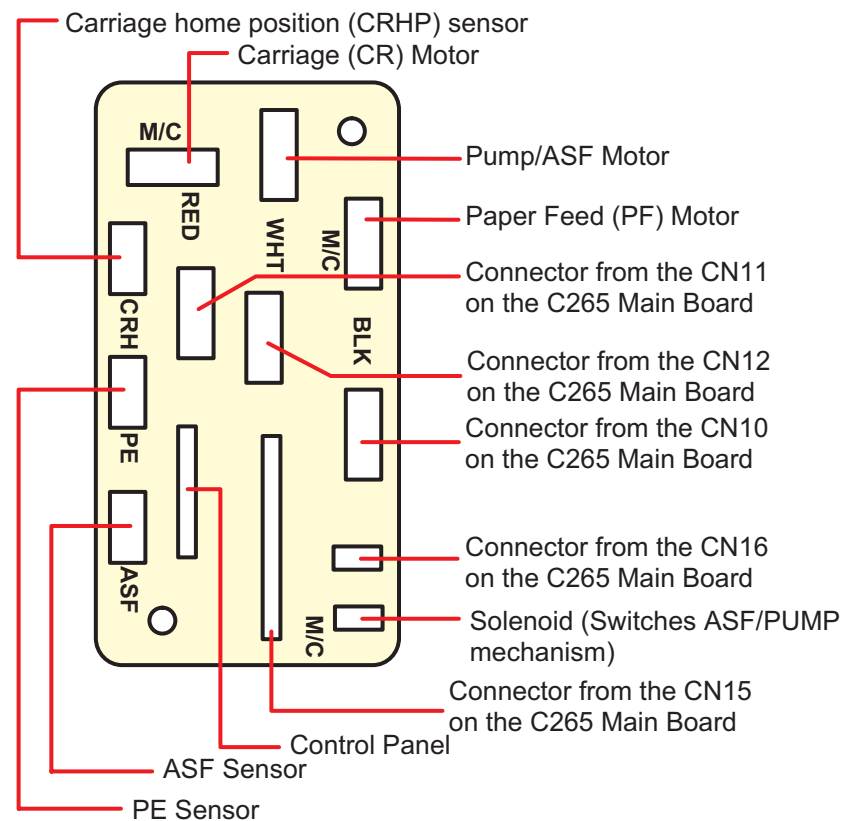 Carriage home position (CRHP) sensor
Carriage (CR) Motor
M/C
RED
WHT
M/C
Pump/ASF Motor
Paper Feed (PF) Motor
Connector from the CN11
on the C265 Main Board
CRH
BLK
Connector from the CN12
on the C265 Main Board
Connector from the CN10
on the C265 Main Board
PE
ASF
Connector from the CN16
on the C265 Main Board
M/C
Solenoid (Switches ASF/PUMP
mechanism)
Connector from the CN15
on the C265 Main Board
Control Panel
ASF Sensor
PE Sensor